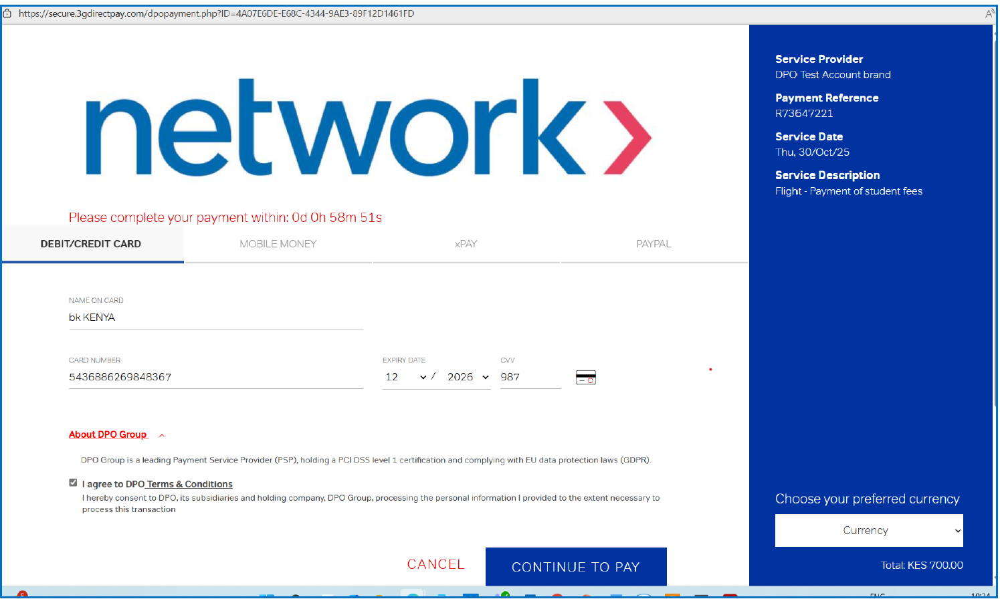 https://secure.3gdirectpay.com/dpopayment.php?ID=4A07E6DE-E68C-4344-9AE3-89F12D1461FD
network
Please complete your payment within: 0d 0h 58m 51s
DEBIT/CREDIT CARD
MOBILE MONEY
xPAY
PAYPAL
NAME ON CARD
bk KENYA
CARD NUMBER
5436886269848367
EXPIRY DATE
12 / 2026
CVV
987
About DPO Group
DPO Group is a leading Payment Service Provider (PSP), holding a PCI DSS level 1 certification and complying with EU data protection laws (GDPR).
I agree to DPO Terms & Conditions
I hereby consent to DPO, its subsidiaries and holding company, DPO Group, processing the personal information I provided to the extent necessary to
process this transaction
CANCEL
CONTINUE TO PAY
Service Provider
DPO Test Account brand
Payment Reference
R73647221
Service Date
Thu, 30/Oct/25
Service Description
Flight - Payment of student fees
Choose your preferred currency
Currency
Total: KES 700.00